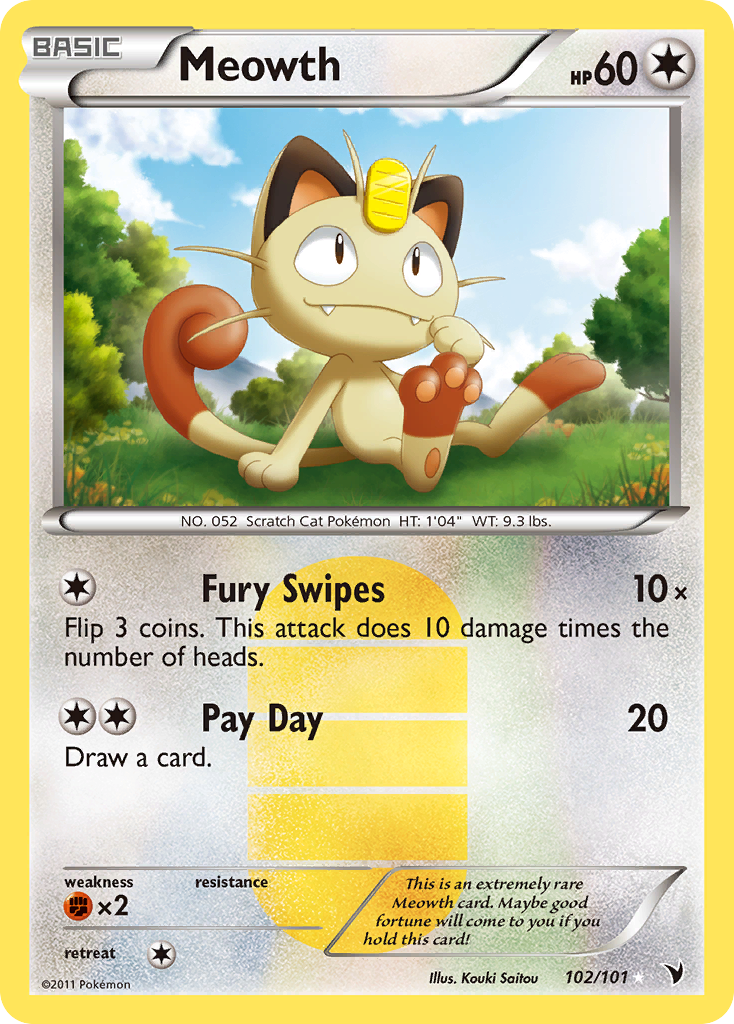 BASIC
Meowth
HP60
NO. 052 Scratch Cat Pokémon HT: 1'04" WT: 9.3 lbs.
Fury Swipes 10×
Flip 3 coins. This attack does 10 damage times the
number of heads.
Pay Day 20
Draw a card.
weakness resistance
×2
This is an extremely rare
Meowth card. Maybe good
fortune will come to you if you
hold this card!
retreat
©2011 Pokémon
Illus. Kouki Saitou 102/101